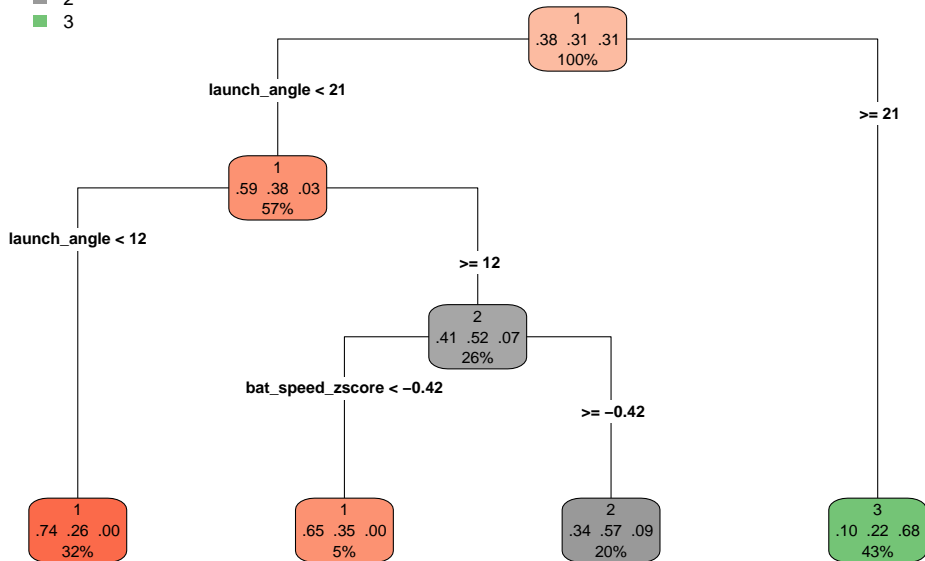 2
3
1
.38 .31 .31
100%
launch_angle < 21
>= 21
1
.59 .38 .03
57%
launch_angle < 12
>= 12
2
.41 .52 .07
26%
bat_speed_zscore < −0.42
>= −0.42
1
.74 .26 .00
32%
1
.65 .35 .00
5%
2
.34 .57 .09
20%
3
.10 .22 .68
43%